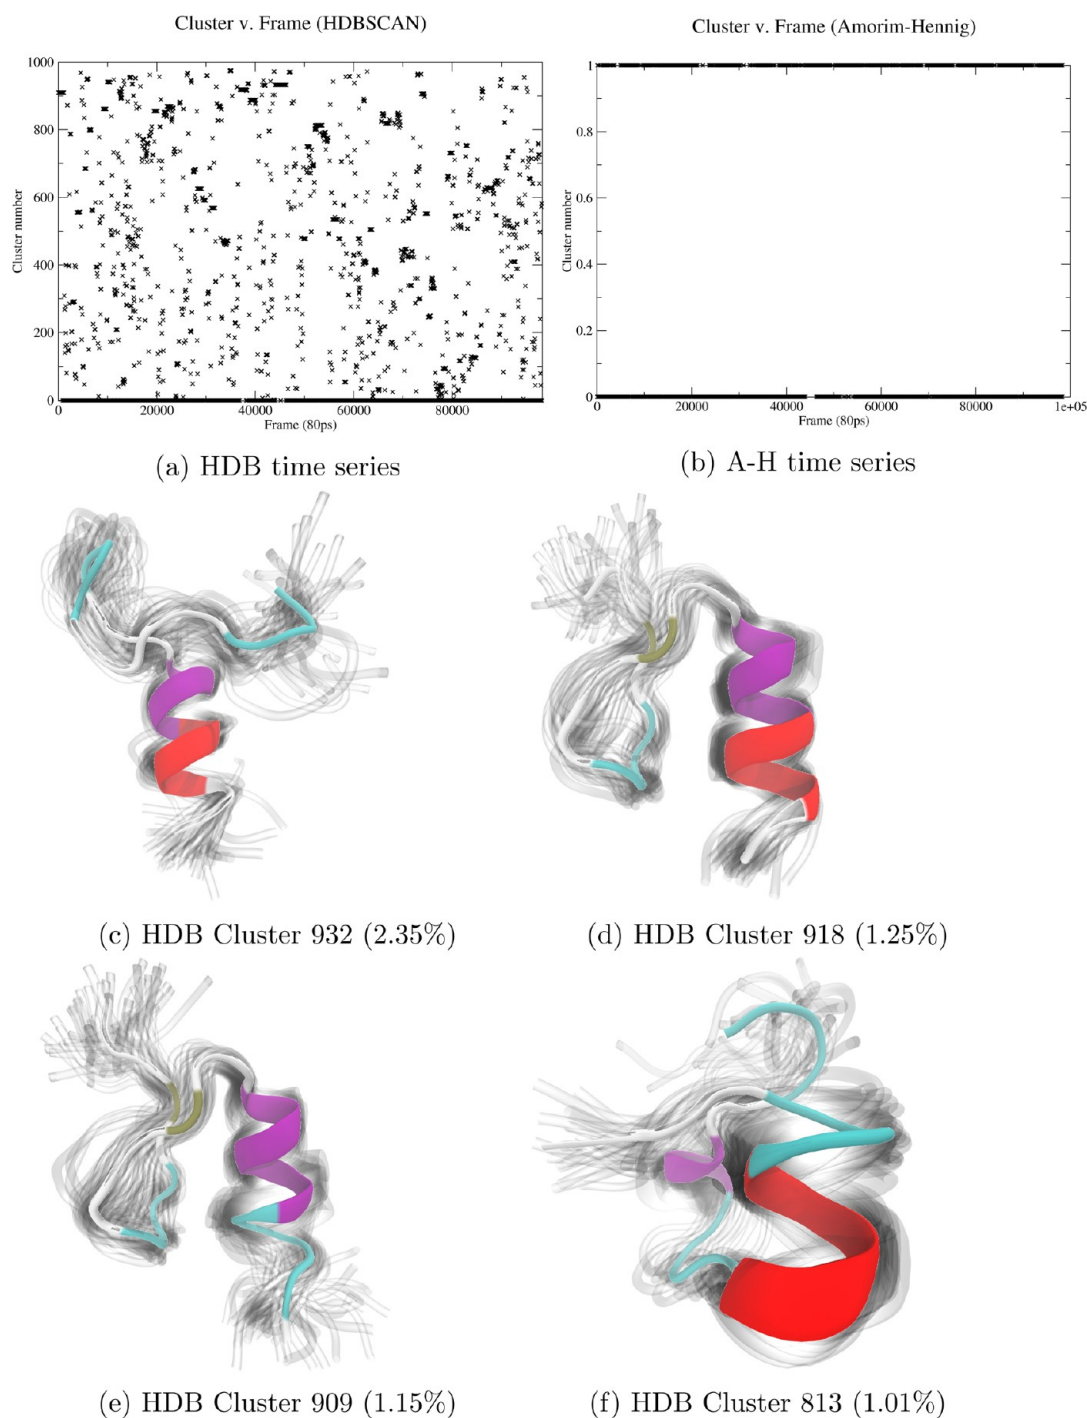 Cluster v. Frame (HDBSCAN)
Cluster number
1000
800
600
400
200
0
0 20000 40000 60000 80000
Frame (80ps)
(a) HDB time series
Cluster v. Frame (Amorim-Hennig)
Cluster number
1
0.8
0.6
0.4
0.2
0
0 20000 40000 60000 80000 1e+05
Frame (80ps)
(b) A-H time series
(c) HDB Cluster 932 (2.35%)
(d) HDB Cluster 918 (1.25%)
(e) HDB Cluster 909 (1.15%)
(f) HDB Cluster 813 (1.01%)